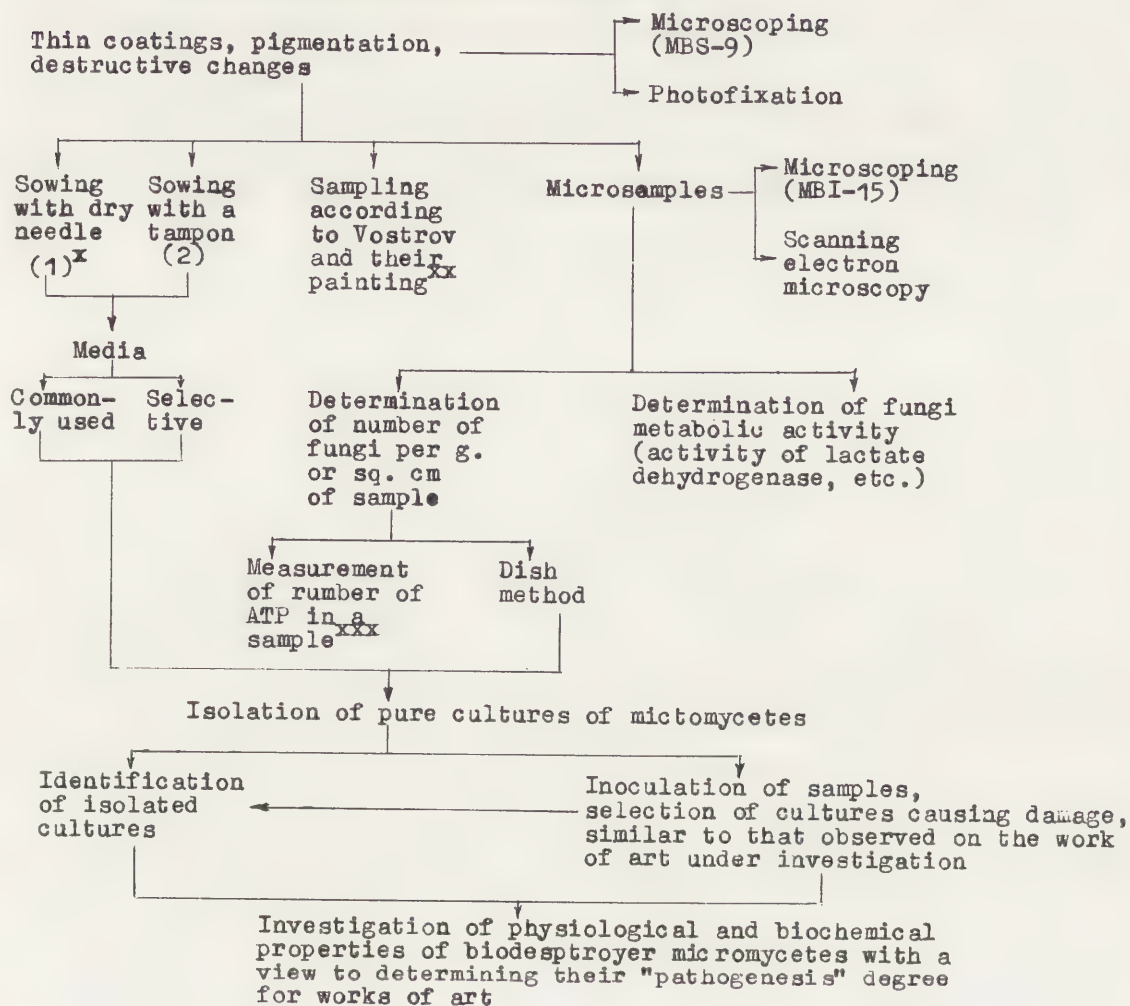 Thin coatings, pigmentation,
destructive changes
Microscoping
(MBS-9)
Photofixation
Sowing
with dry
needle
(1)x
Sowing
with a
tampon
(2)
Sampling
according
to Vostrov
and their
paintingxx
Microsamples
Microscoping
(MBI-15)
Scanning
electron
microscopy
Media
Common-
ly used
Selec-
tive
Determination
of number of
fungi per g.
or sq. cm
of sample
Determination of fungi
metabolic activity
(activity of lactate
dehydrogenase, etc.)
Measurement
of rumber of
ATP in a
samplexxx
Dish
method
Isolation of pure cultures of mictomycetes
Identification
of isolated
cultures
Inoculation of samples,
selection of cultures causing damage,
similar to that observed on the work
of art under investigation
Investigation of physiological and biochemical
properties of biodesptroyer micromycetes with a
view to determining their "pathogenesis" degree
for works of art